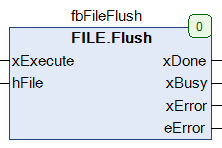 fbFileFlush
0
FILE.Flush
xExecute xDone
hFile xBusy
xError
eError